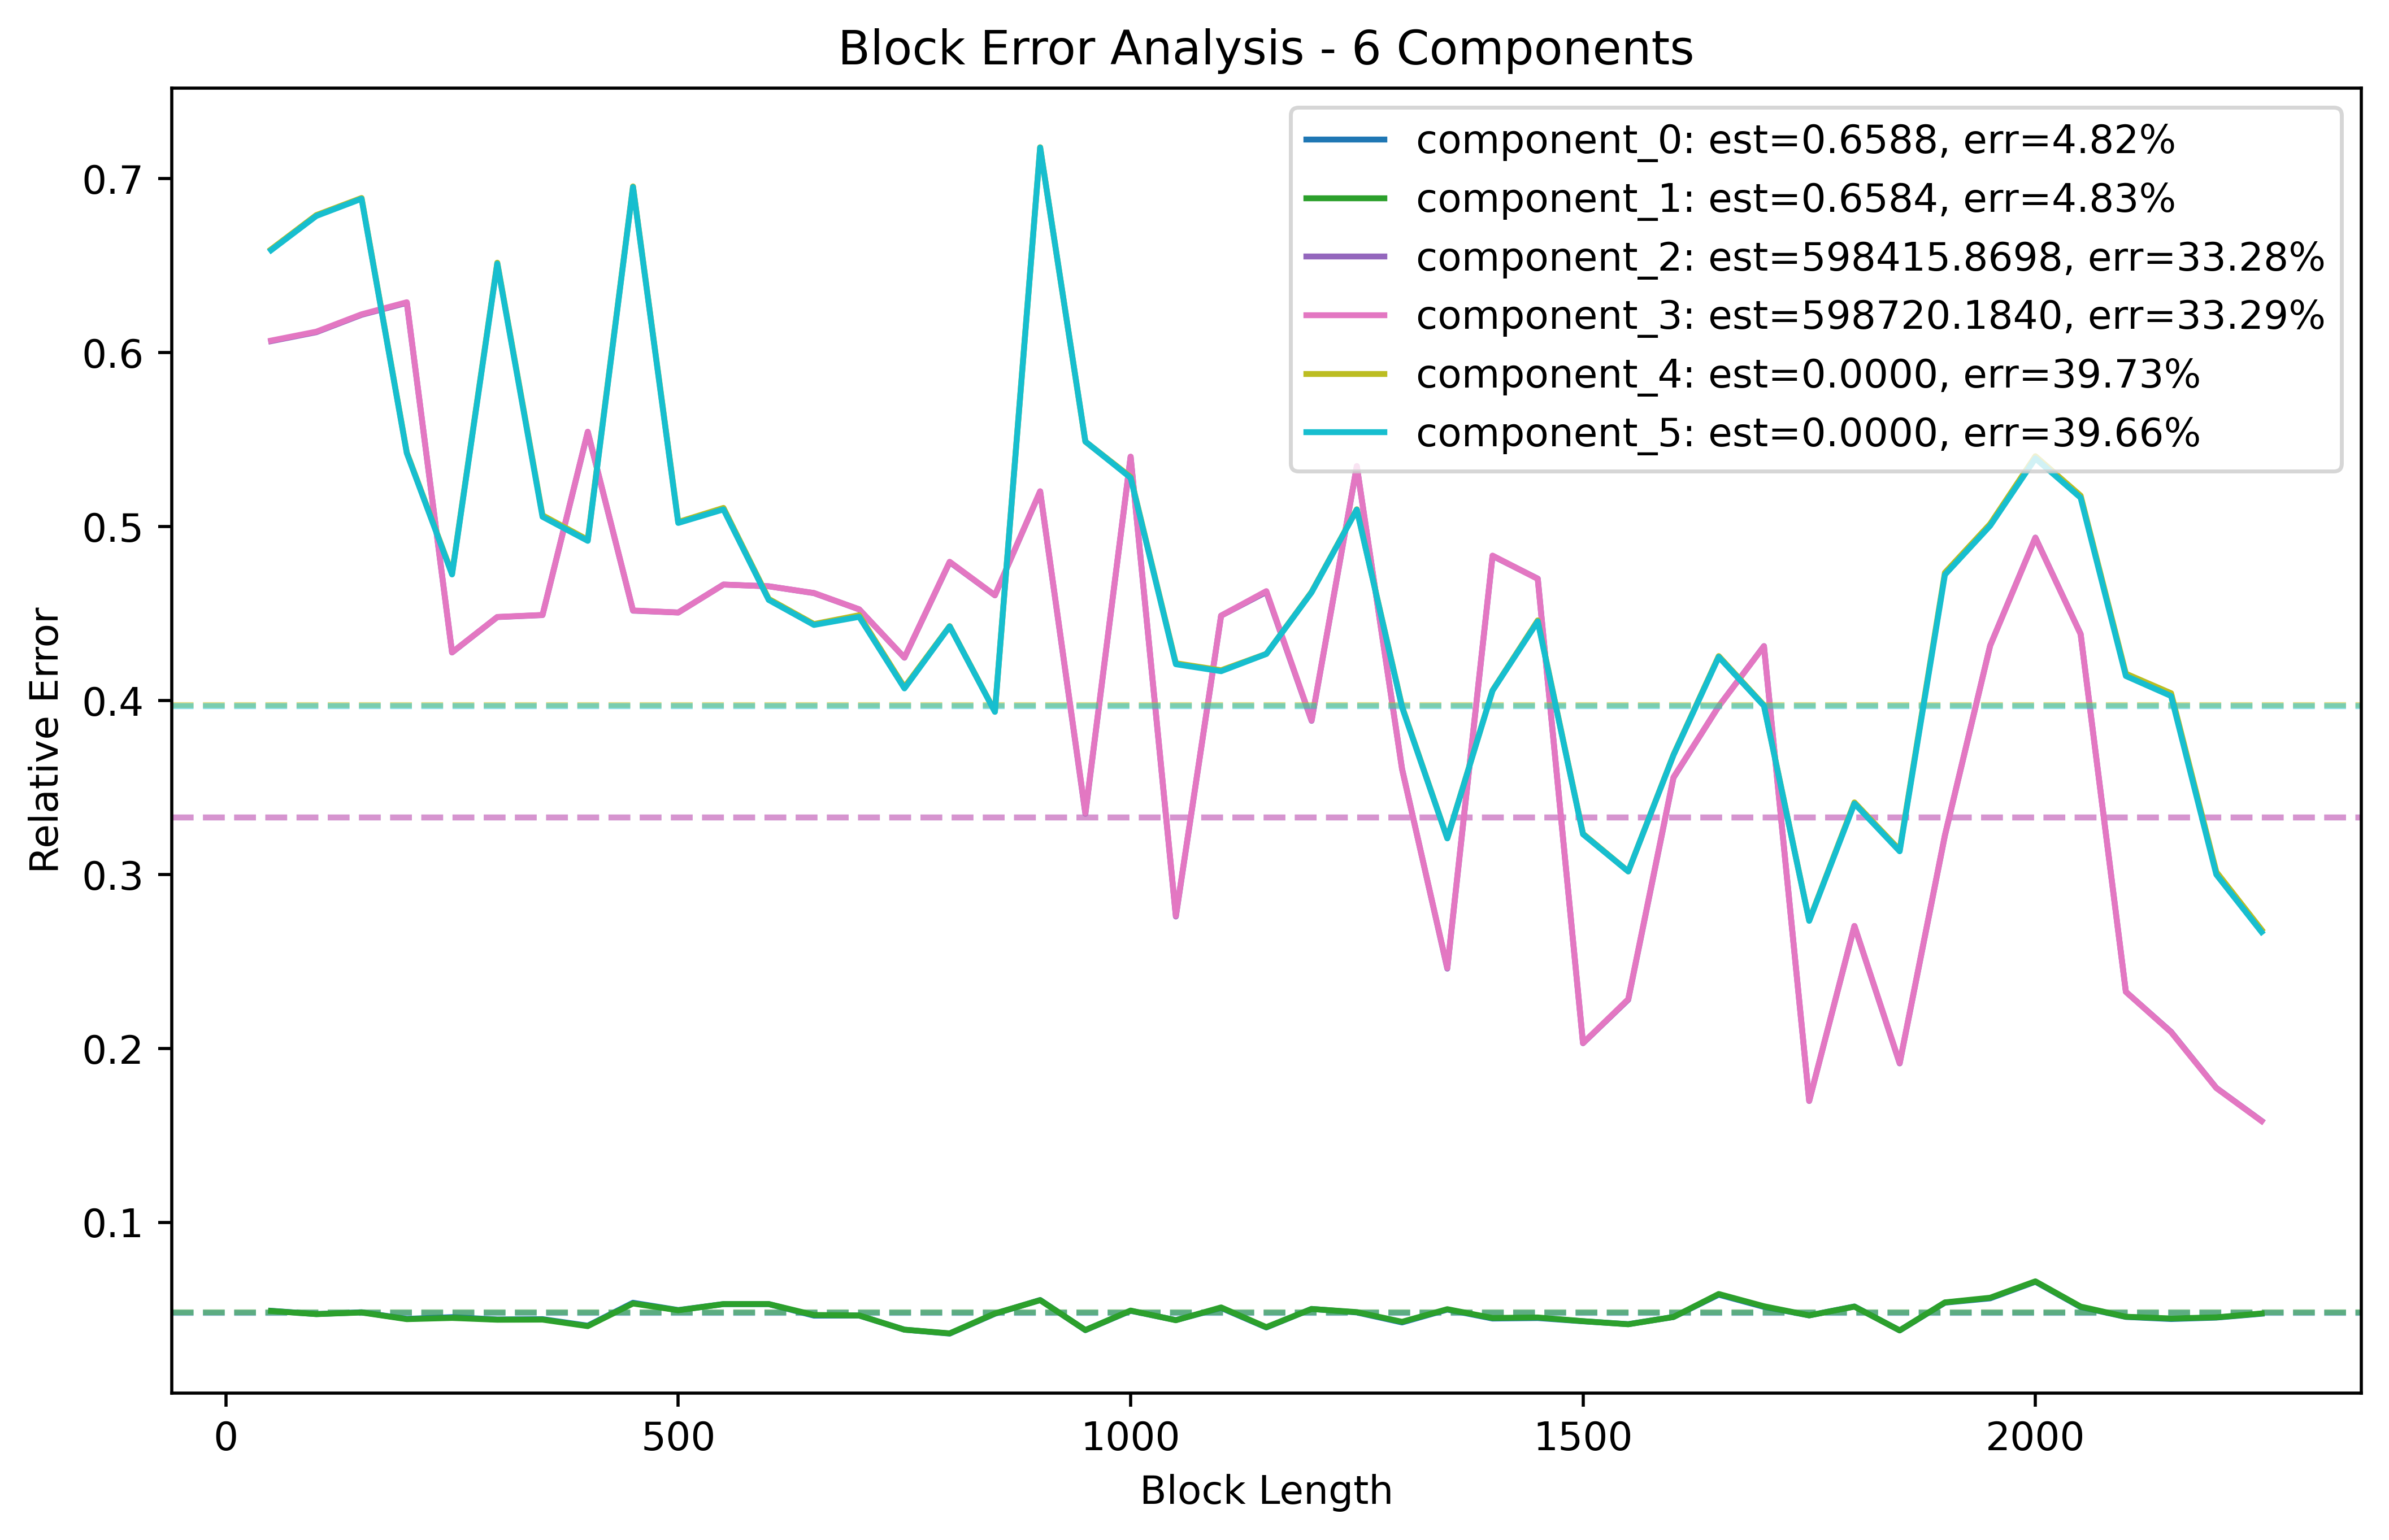 Block Error Analysis - 6 Components
component_0: est=0.6588, err=4.82%
component_1: est=0.6584, err=4.83%
component_2: est=598415.8698, err=33.28%
component_3: est=598720.1840, err=33.29%
component_4: est=0.0000, err=39.73%
component_5: est=0.0000, err=39.66%
Relative Error
0.7
0.6
0.5
0.4
0.3
0.2
0.1
0
500
1000
1500
2000
Block Length